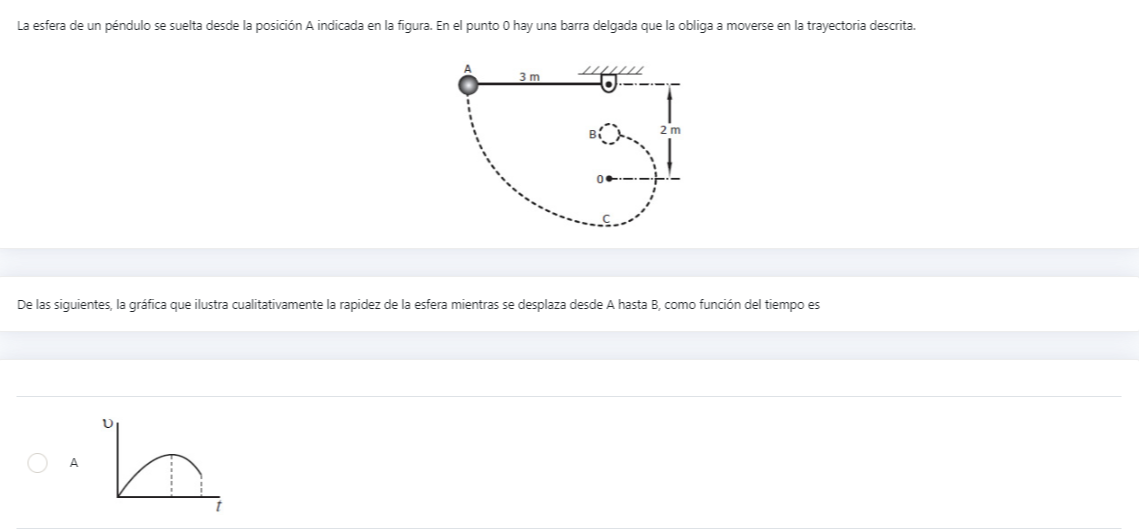 La esfera de un péndulo se suelta desde la posición A indicada en la figura. En el punto 0 hay una barra delgada que la obliga a moverse en la trayectoria descrita.
A
3 m
B
2 m
0
C
De las siguientes, la gráfica que ilustra cualitativamente la rapidez de la esfera mientras se desplaza desde A hasta B, como función del tiempo es
υ
A
t